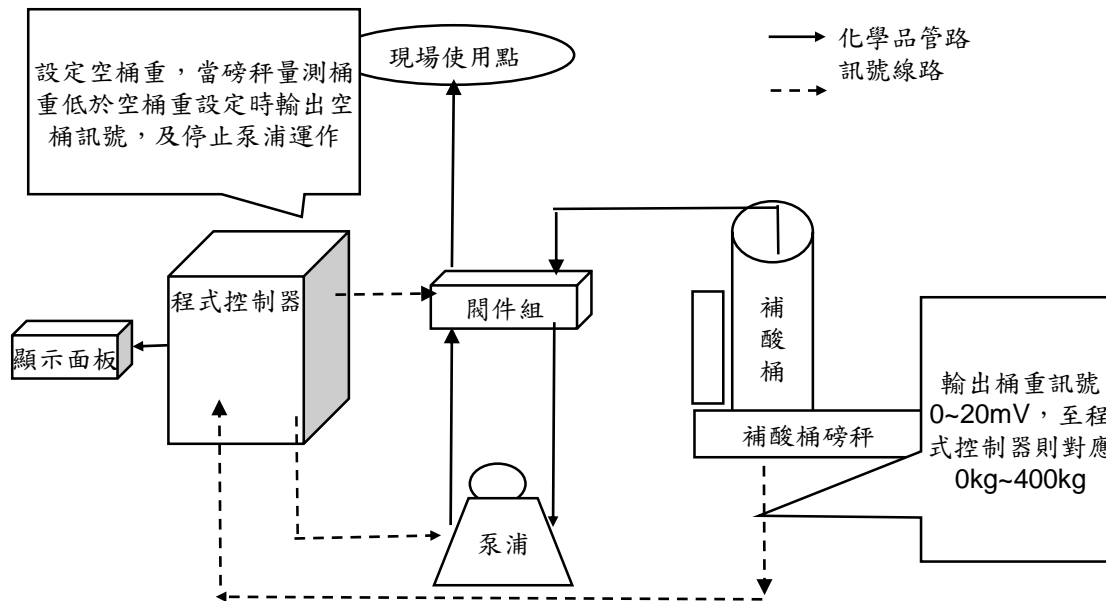 現場使用點
化學品管路
訊號線路
設定空桶重，當磅秤量測桶
重低於空桶重設定時輸出空
桶訊號，及停止泵浦運作
程式控制器
閥件組
顯示面板
補
酸
桶
補酸桶磅秤
輸出桶重訊號
0~20mV，至程
式控制器則對應
0kg~400kg
泵浦